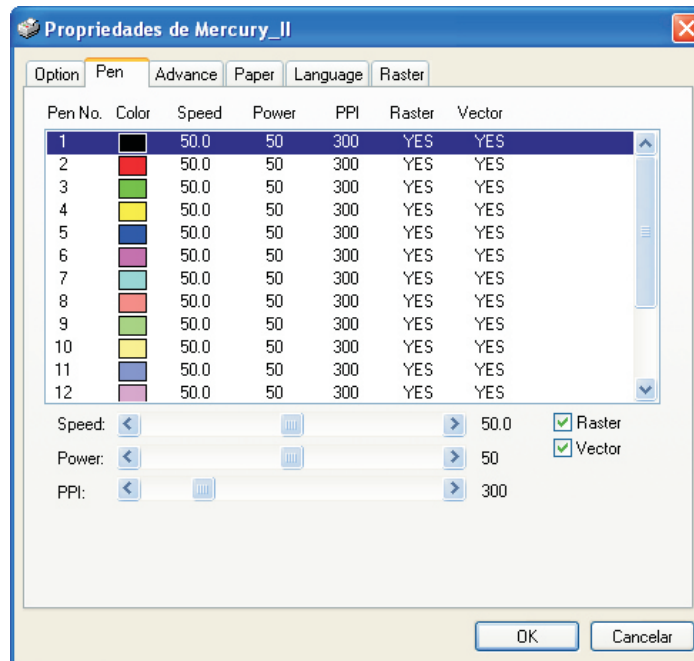 Propriedades de Mercury_II
Option Pen Advance Paper Language Raster
Pen No. Color Speed Power PPI Raster Vector
1 50.0 50 300 YES YES
2 50.0 50 300 YES YES
3 50.0 50 300 YES YES
4 50.0 50 300 YES YES
5 50.0 50 300 YES YES
6 50.0 50 300 YES YES
7 50.0 50 300 YES YES
8 50.0 50 300 YES YES
9 50.0 50 300 YES YES
10 50.0 50 300 YES YES
11 50.0 50 300 YES YES
12 50.0 50 300 YES YES
Speed: 50.0 Raster
Power: 50 Vector
PPI: 300
OK Cancelar